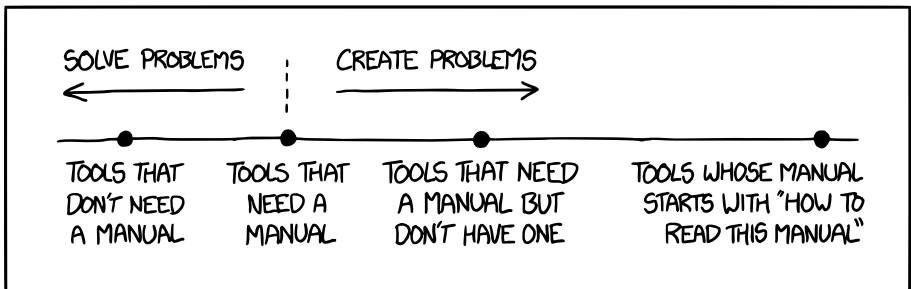 SOLVE PROBLEMS
CREATE PROBLEMS
TOOLS THAT
DON'T NEED
A MANUAL
TOOLS THAT
NEED A
MANUAL
TOOLS THAT NEED
A MANUAL BUT
DON'T HAVE ONE
TOOLS WHOSE MANUAL
STARTS WITH "HOW TO
READ THIS MANUAL"